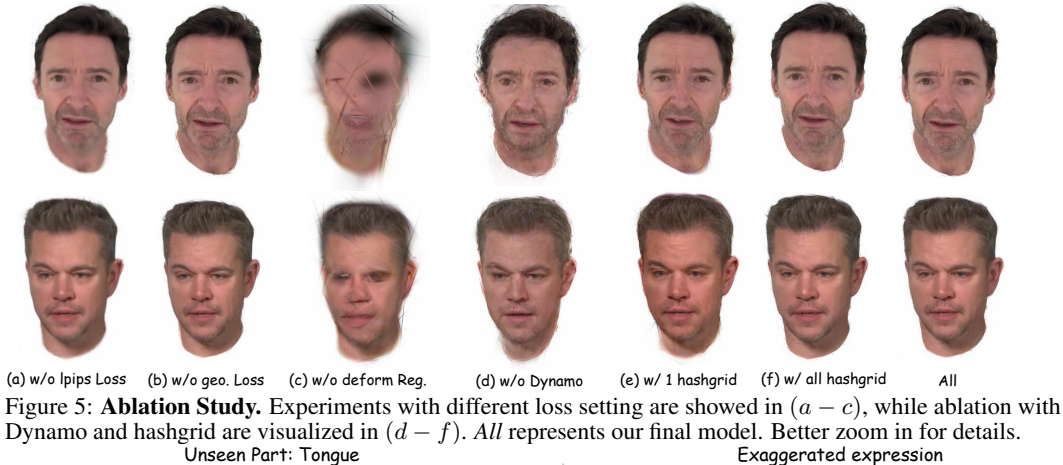 (a) w/o lpips Loss (b) w/o geo. Loss (c) w/o deform Reg. (d) w/o Dynamo (e) w/ 1 hashgrid (f) w/ all hashgrid All
Figure 5: Ablation Study. Experiments with different loss setting are showed in (a − c), while ablation with
Dynamo and hashgrid are visualized in (d − f). All represents our final model. Better zoom in for details.
Unseen Part: Tongue Exaggerated expression